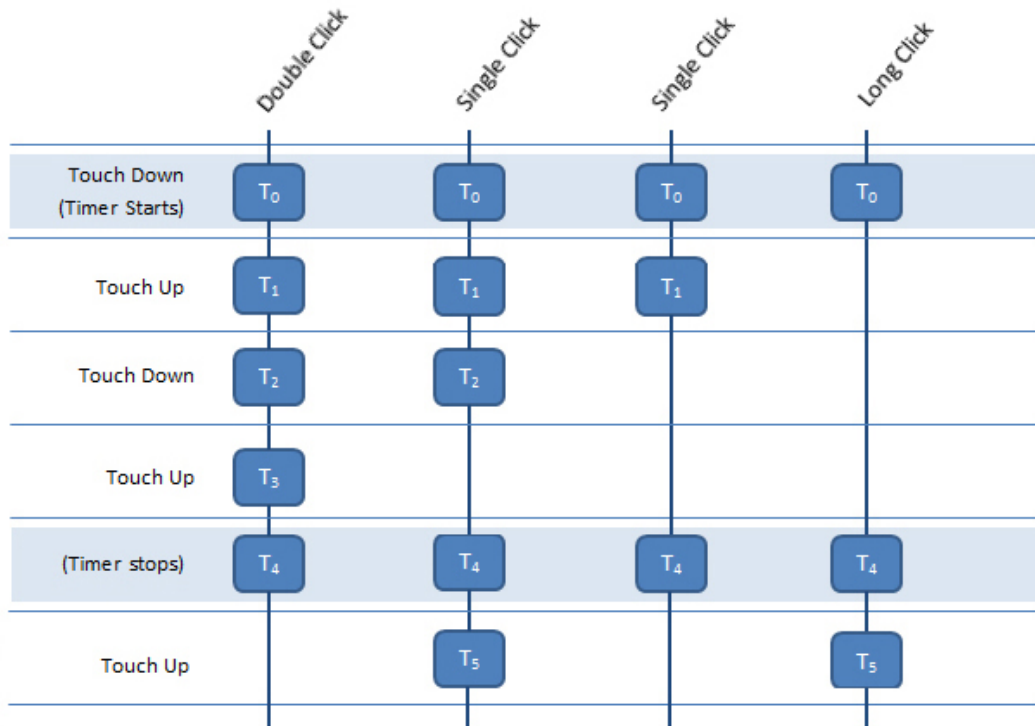 Double Click
Single Click
Single Click
Long Click
Touch Down
(Timer Starts)
T₀ T₀ T₀ T₀
Touch Up
T₁ T₁ T₁
Touch Down
T₂ T₂
Touch Up
T₃
(Timer stops)
T₄ T₄ T₄ T₄
Touch Up
T₅ T₅